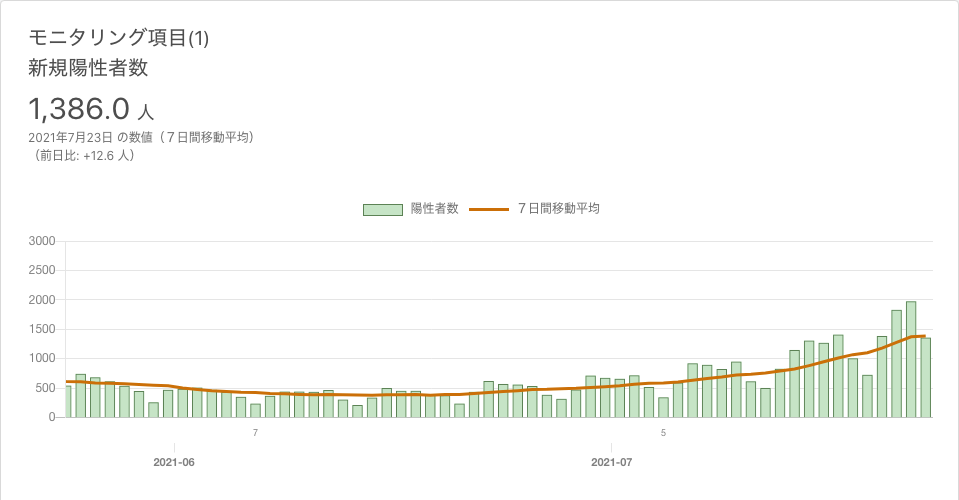 モニタリング項目(1)
新規陽性者数
1,386.0 人
2021年7月23日 の数値（７日間移動平均）
（前日比: +12.6 人）
陽性者数 ７日間移動平均
3000
2500
2000
1500
1000
500
0
7 5
2021-06 2021-07